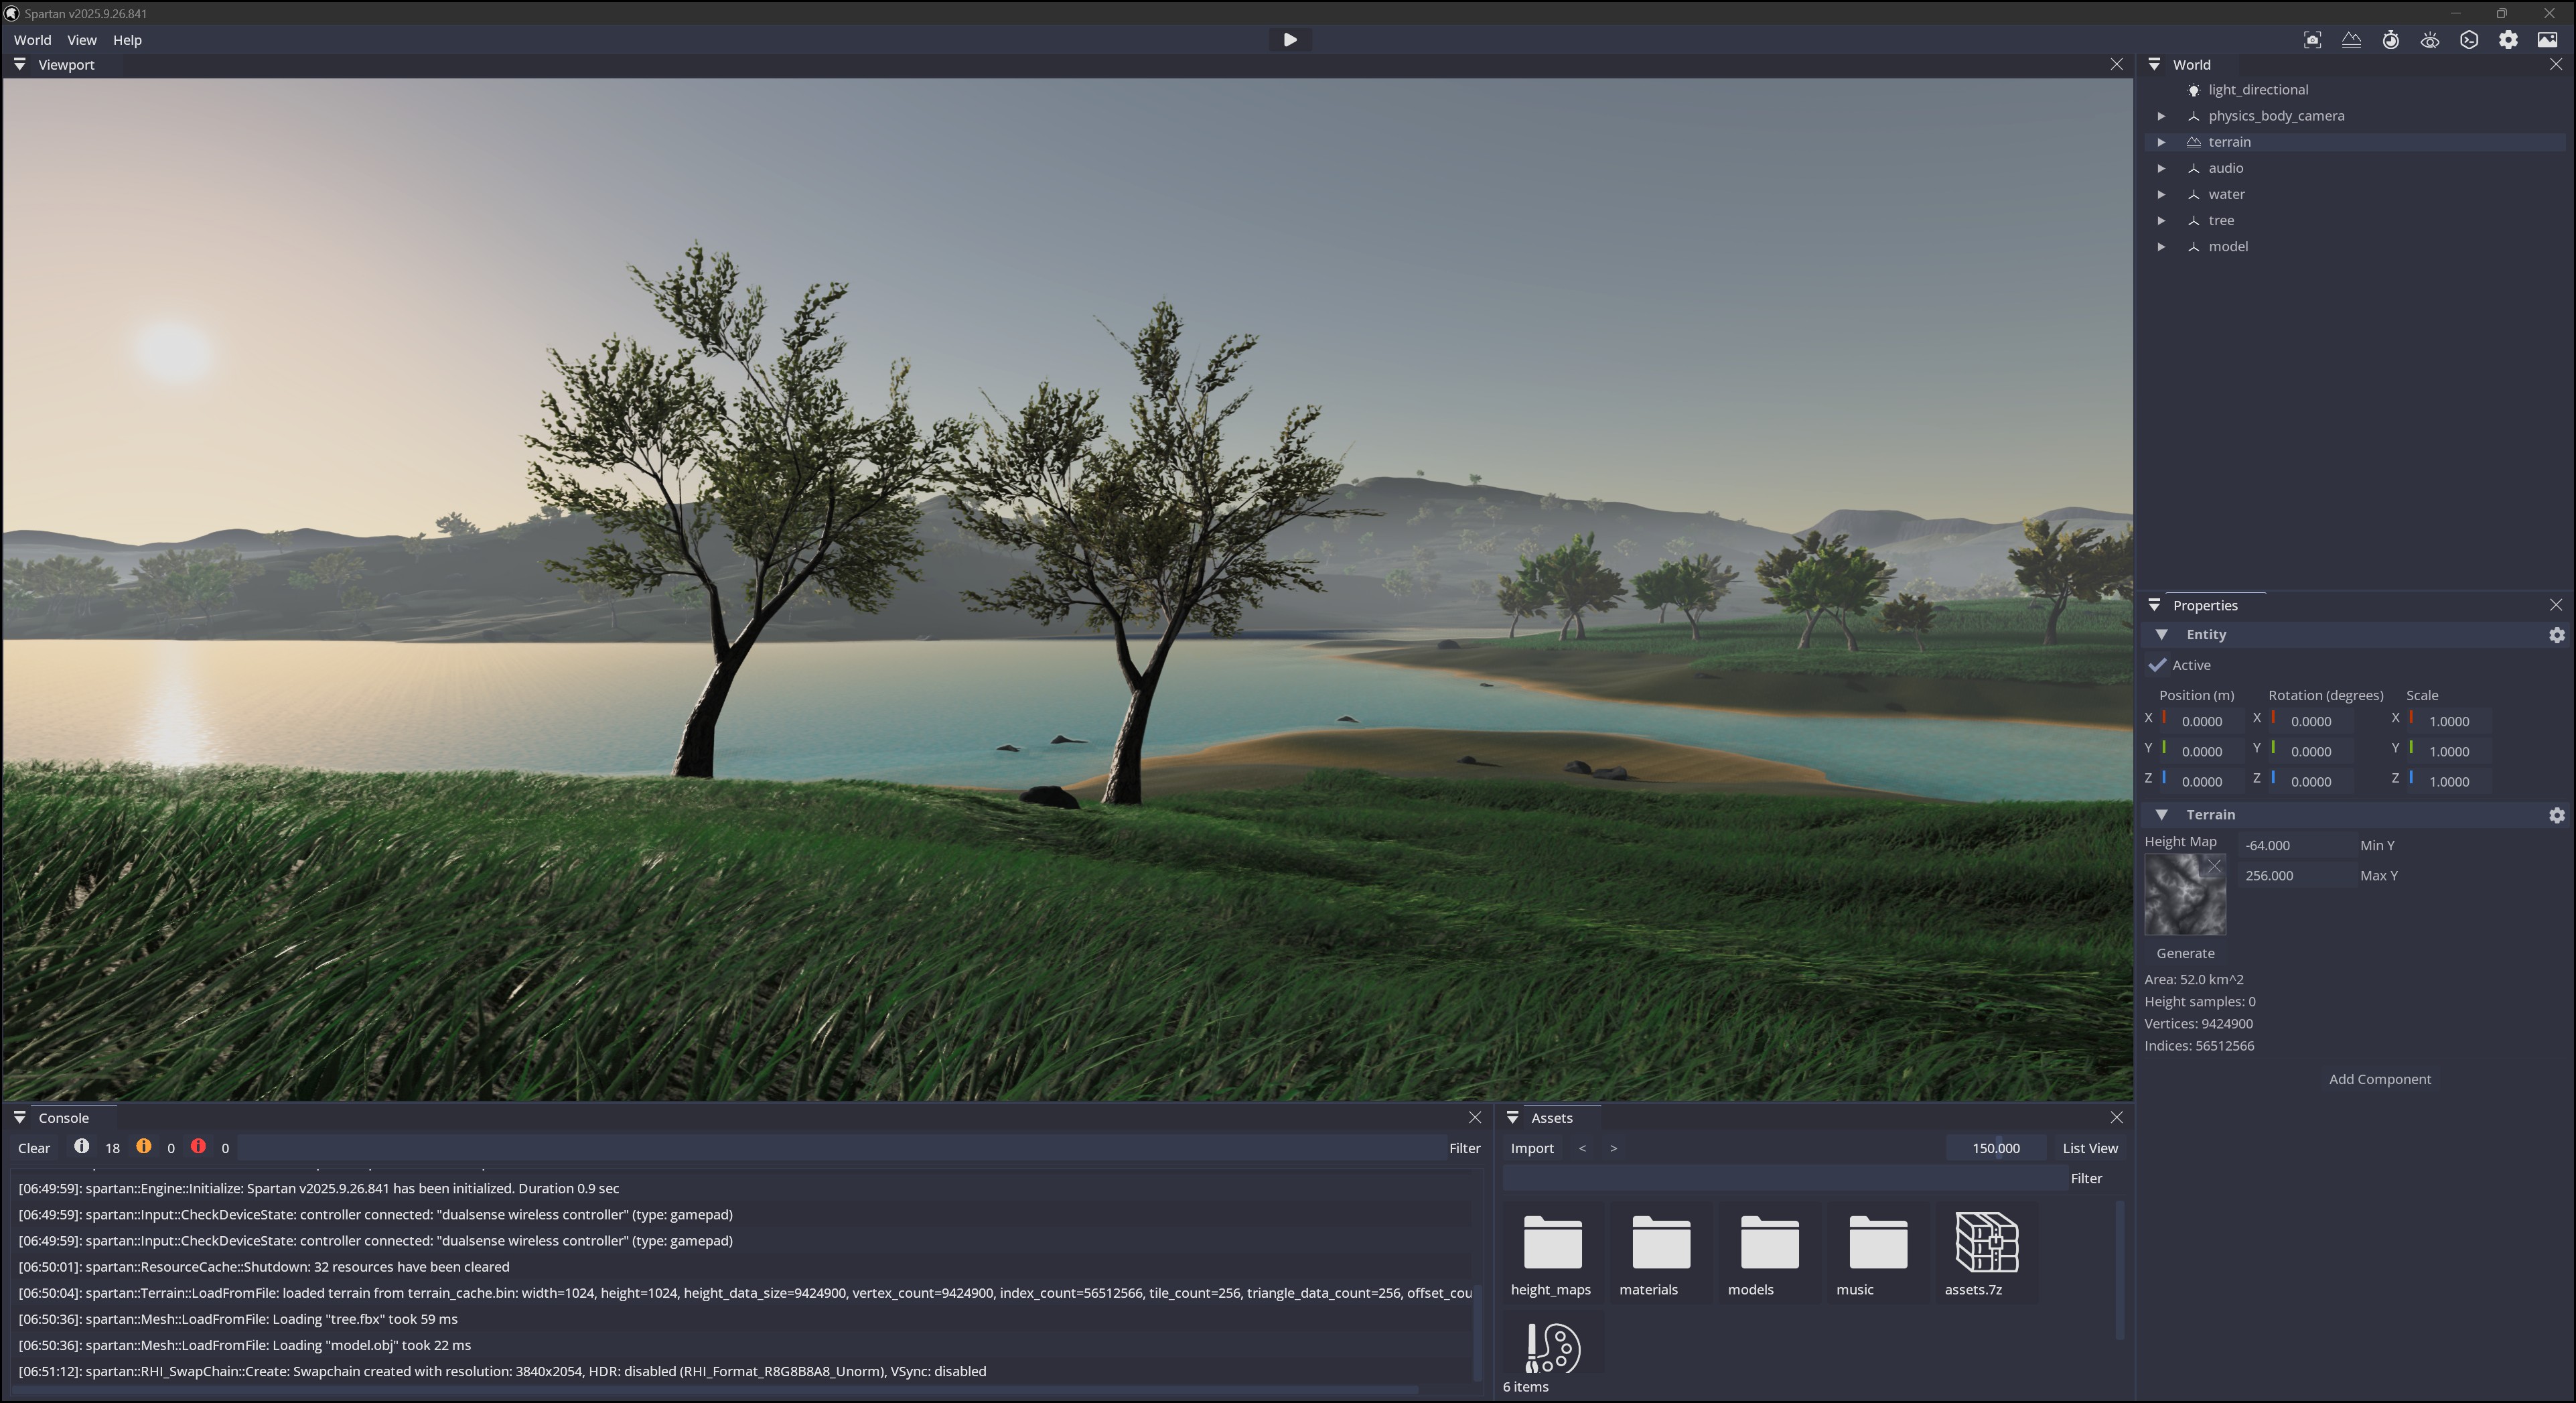 Spartan v2025.9.26.841
World View Help
Viewport
World
light_directional
physics_body_camera
terrain
audio
water
tree
model
Properties
Entity
Active
Position (m) Rotation (degrees) Scale
X 0.0000 X 0.0000 X 1.0000
Y 0.0000 Y 0.0000 Y 1.0000
Z 0.0000 Z 0.0000 Z 1.0000
Terrain
Height Map
-64.000 Min Y
256.000 Max Y
Generate
Area: 52.0 km^2
Height samples: 0
Vertices: 9424900
Indices: 56512566
Add Component
Console
Clear 18 0 0 Filter
[06:49:59]: spartan::Engine::Initialize: Spartan v2025.9.26.841 has been initialized. Duration 0.9 sec
[06:49:59]: spartan::Input::CheckDeviceState: controller connected: "dualsense wireless controller" (type: gamepad)
[06:49:59]: spartan::Input::CheckDeviceState: controller connected: "dualsense wireless controller" (type: gamepad)
[06:50:01]: spartan::ResourceCache::Shutdown: 32 resources have been cleared
[06:50:04]: spartan::Terrain::LoadFromFile: loaded terrain from terrain_cache.bin: width=1024, height=1024, height_data_size=9424900, vertex_count=9424900, index_count=56512566, tile_count=256, triangle_data_count=256, offset_cou
[06:50:36]: spartan::Mesh::LoadFromFile: Loading "tree.fbx" took 59 ms
[06:50:36]: spartan::Mesh::LoadFromFile: Loading "model.obj" took 22 ms
[06:51:12]: spartan::RHI_SwapChain::Create: Swapchain created with resolution: 3840x2054, HDR: disabled (RHI_Format_R8G8B8A8_Unorm), VSync: disabled
Assets
Import < > 150.000 List View
Filter
height_maps materials models music assets.7z
6 items